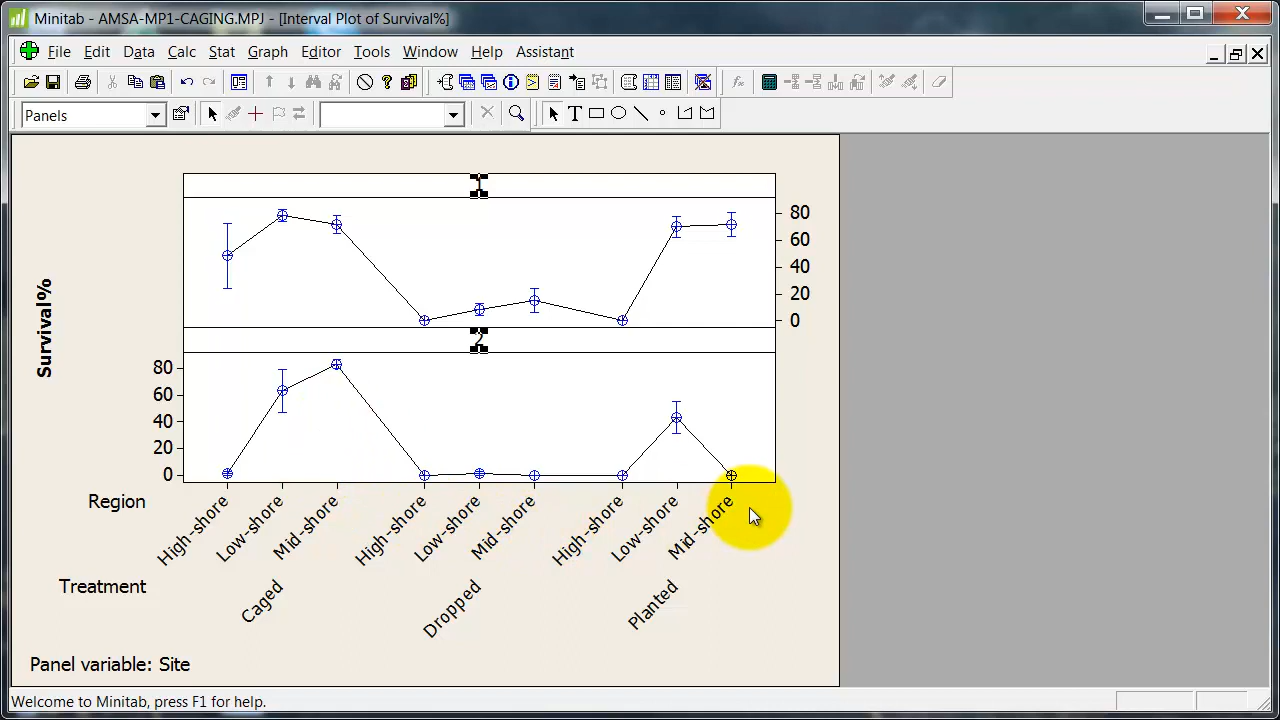 Minitab - AMSA-MP1-CAGING.MPJ - [Interval Plot of Survival%]
File Edit Data Calc Stat Graph Editor Tools Window Help Assistant
Panels
1
80
60
40
20
0
Survival%
2
80
60
40
20
0
Region
High-shore Low-shore Mid-shore High-shore Low-shore Mid-shore High-shore Low-shore Mid-shore
Treatment
Caged Dropped Planted
Panel variable: Site
Welcome to Minitab, press F1 for help.